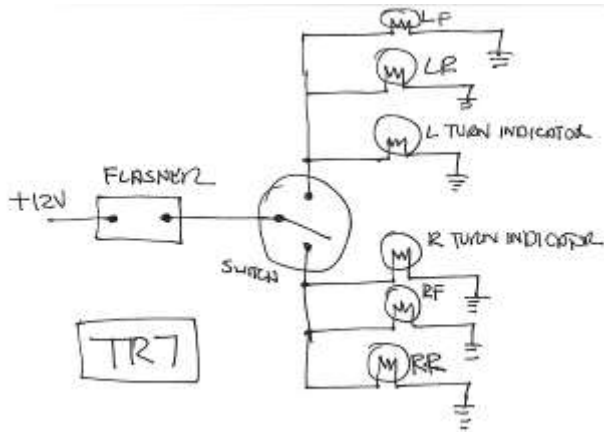 LF
LR
L TURN INDICATOR
FLASHER
+12V
R TURN INDICATOR
SWITCH
RF
TR7
RR